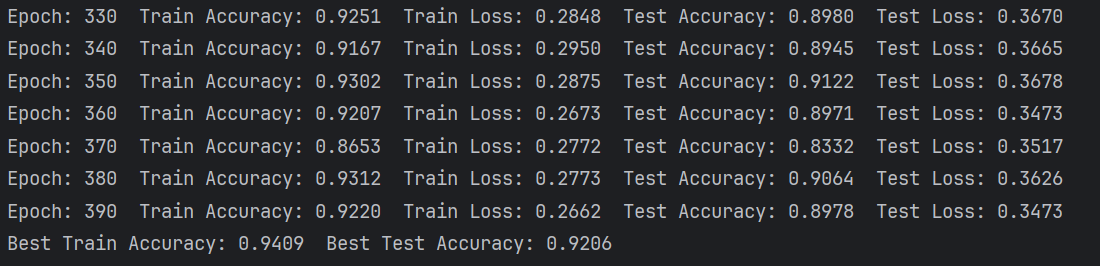 Epoch: 330  Train Accuracy: 0.9251  Train Loss: 0.2848  Test Accuracy: 0.8980  Test Loss: 0.3670
Epoch: 340  Train Accuracy: 0.9167  Train Loss: 0.2950  Test Accuracy: 0.8945  Test Loss: 0.3665
Epoch: 350  Train Accuracy: 0.9302  Train Loss: 0.2875  Test Accuracy: 0.9122  Test Loss: 0.3678
Epoch: 360  Train Accuracy: 0.9207  Train Loss: 0.2673  Test Accuracy: 0.8971  Test Loss: 0.3473
Epoch: 370  Train Accuracy: 0.8653  Train Loss: 0.2772  Test Accuracy: 0.8332  Test Loss: 0.3517
Epoch: 380  Train Accuracy: 0.9312  Train Loss: 0.2773  Test Accuracy: 0.9064  Test Loss: 0.3626
Epoch: 390  Train Accuracy: 0.9220  Train Loss: 0.2662  Test Accuracy: 0.8978  Test Loss: 0.3473
Best Train Accuracy: 0.9409  Best Test Accuracy: 0.9206